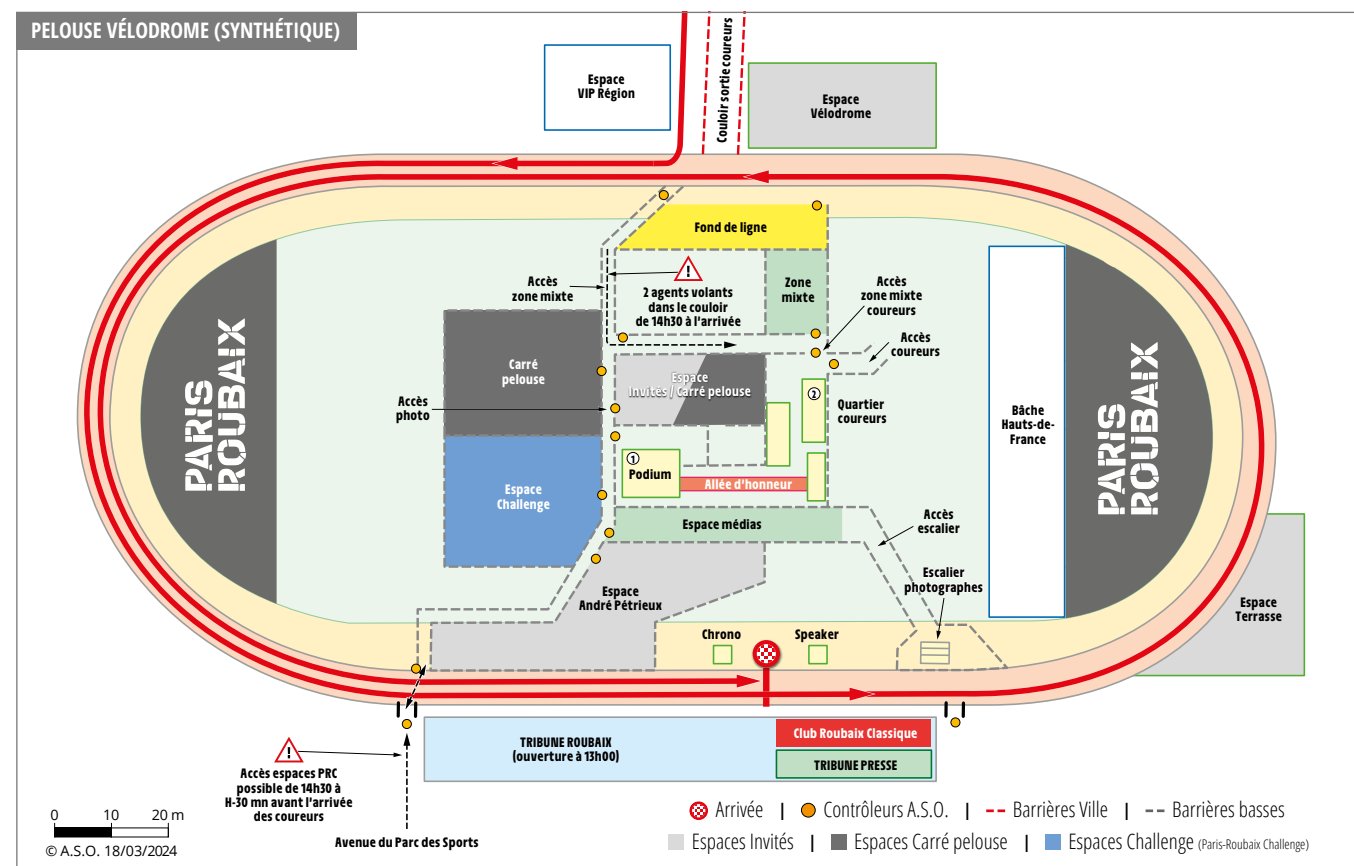 PELOUSE VÉLODROME (SYNTHÉTIQUE)
Espace
VIP Région
Couloir sortie coureurs
Espace
Vélodrome
Fond de ligne
Accès
zone mixte
!
2 agents volants
dans le couloir
de 14h30 à l'arrivée
Zone
mixte
Accès
zone mixte
coureurs
Accès
coureurs
PARIS
ROUBAIX
Carré
pelouse
Accès
photo
Espace
Invités / Carré pelouse
②
Quartier
coureurs
Bâche
Hauts-de-
France
PARIS
ROUBAIX
①
Podium
Allée d'honneur
Espace
Challenge
Espace médias
Accès
escalier
Espace
André Pétrieux
Escalier
photographes
Espace
Terrasse
Chrono
Speaker
TRIBUNE ROUBAIX
(ouverture à 13h00)
Club Roubaix Classique
TRIBUNE PRESSE
!
Accès espaces PRC
possible de 14h30 à
H-30 mn avant l'arrivée
des coureurs
Avenue du Parc des Sports
0 10 20 m
© A.S.O. 18/03/2024
Arrivée | Contrôleurs A.S.O. | Barrières Ville | Barrières basses
Espaces Invités | Espaces Carré pelouse | Espaces Challenge (Paris-Roubaix Challenge)